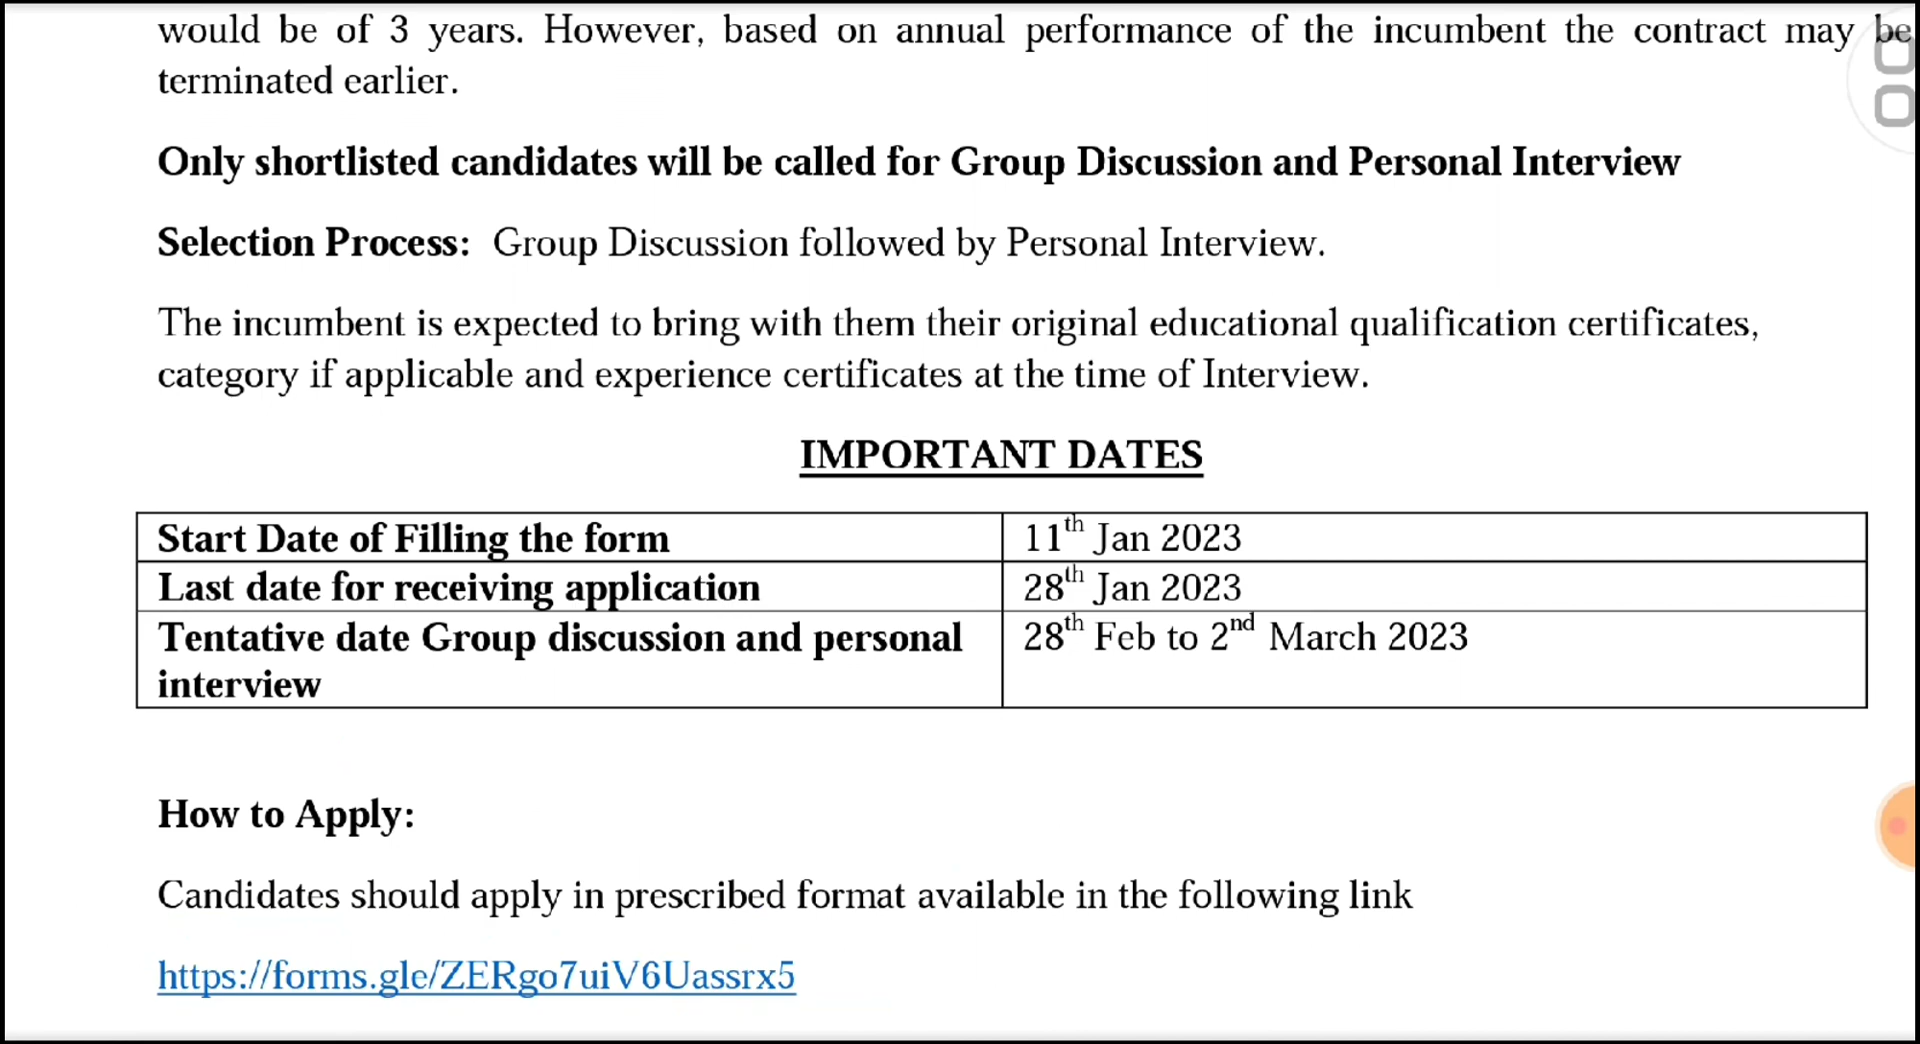 would be of 3 years. However, based on annual performance of the incumbent the contract may be
terminated earlier.
Only shortlisted candidates will be called for Group Discussion and Personal Interview
Selection Process: Group Discussion followed by Personal Interview.
The incumbent is expected to bring with them their original educational qualification certificates,
category if applicable and experience certificates at the time of Interview.
IMPORTANT DATES
Start Date of Filling the form 11th Jan 2023
Last date for receiving application 28th Jan 2023
Tentative date Group discussion and personal 28th Feb to 2nd March 2023
interview
How to Apply:
Candidates should apply in prescribed format available in the following link
https://forms.gle/ZERgo7uiV6Uassrx5